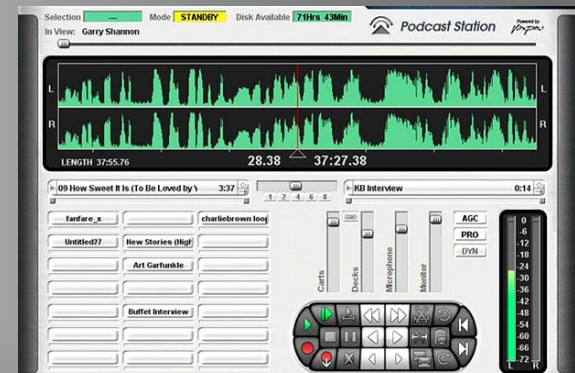 Selection --- Mode STANDBY Disk Available 71Hrs 43Min
Powered by
Podcast Station
In View: Garry Shannon
L L
R R
LENGTH 37:55.76 28.38 37:27.38
09 How Sweet It Is (To Be Loved by Y 3:37
1 2 4 6 8
KB Interview 0:14
fanfare_x charliebrown loop
Untitled27 New Stories (High
Art Garfunkle
Buffet Interview
Carts
Decks
Microphone
Monitor
AGC
PRO
DYN
0
-6
-12
-18
-24
-30
-36
-42
-48
-54
-60
-66
-72
L R